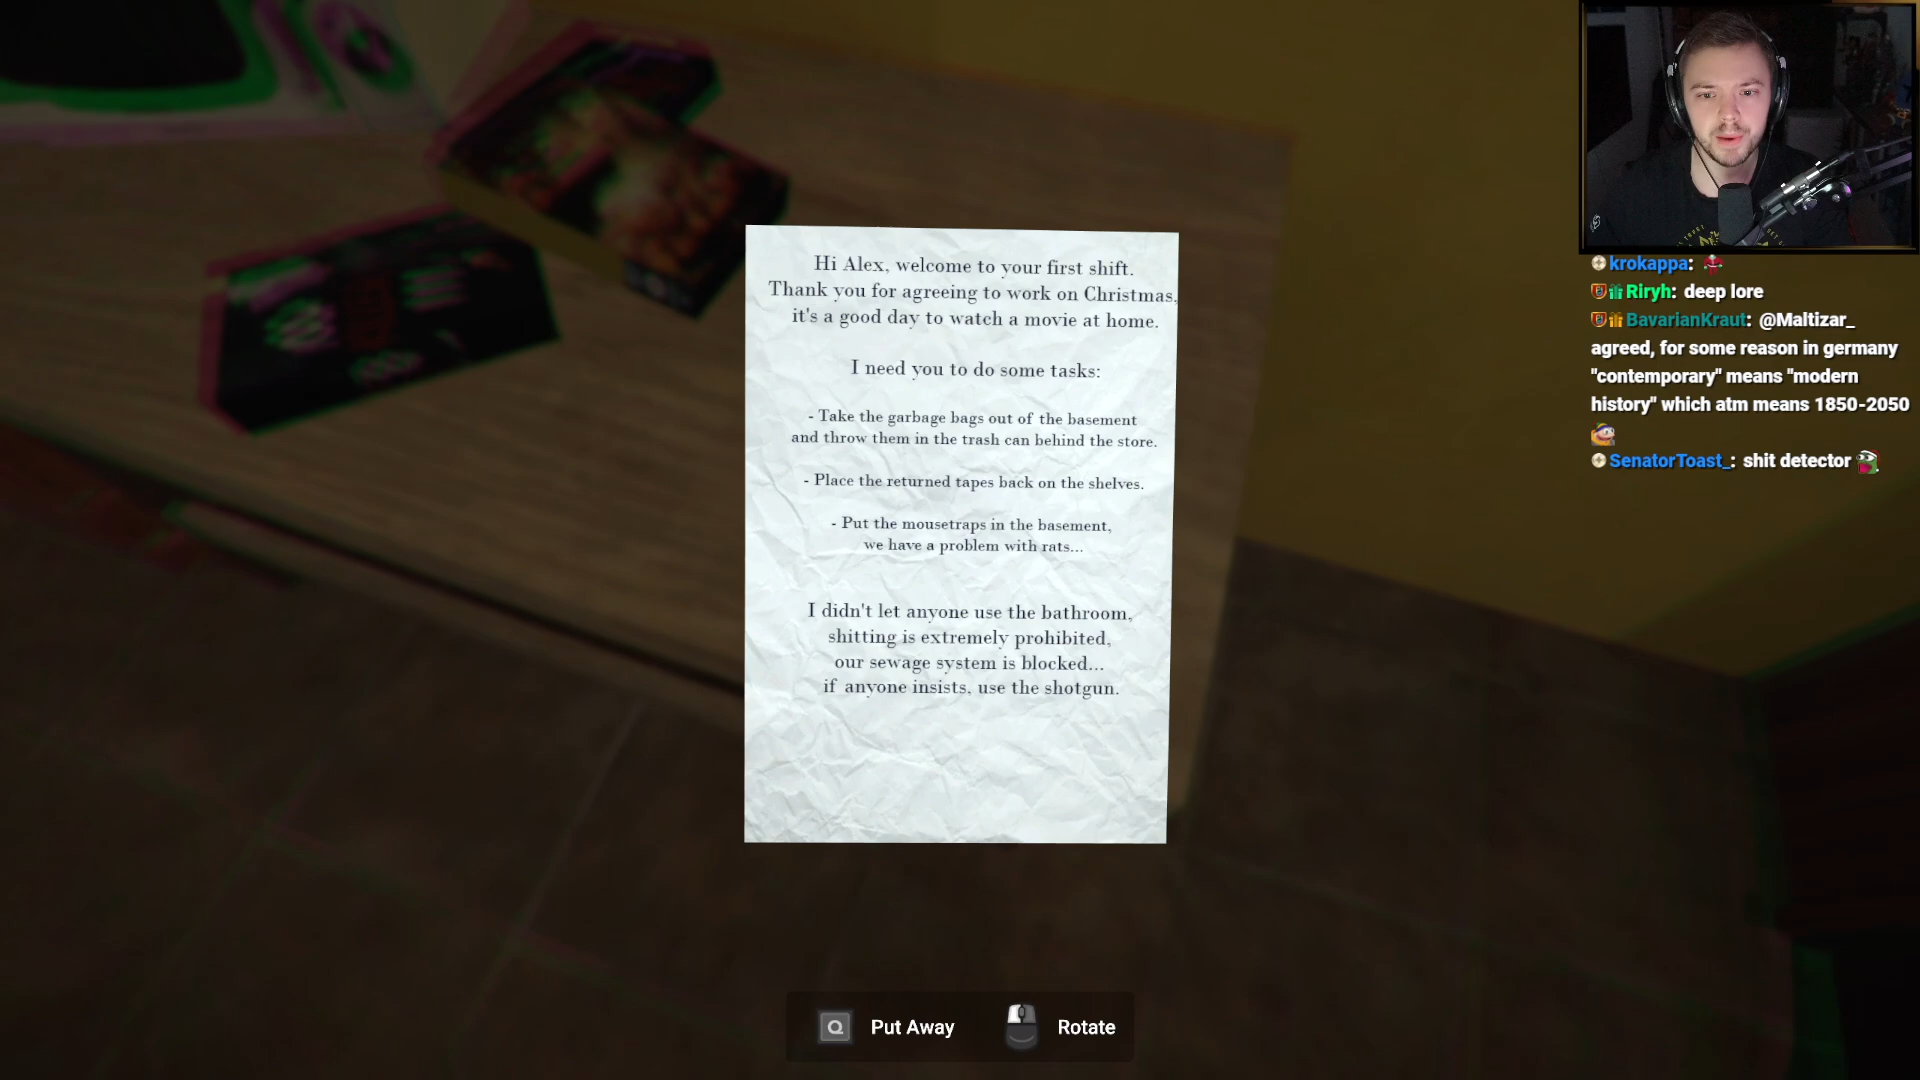 Hi Alex, welcome to your first shift.
Thank you for agreeing to work on Christmas,
it's a good day to watch a movie at home.
I need you to do some tasks:
- Take the garbage bags out of the basement
and throw them in the trash can behind the store.
- Place the returned tapes back on the shelves.
- Put the mousetraps in the basement,
we have a problem with rats...
I didn't let anyone use the bathroom,
shitting is extremely prohibited,
our sewage system is blocked...
if anyone insists, use the shotgun.
Q Put Away
Rotate
krokappa:
Riryh: deep lore
BavarianKraut: @Maltizar_
agreed, for some reason in germany
"contemporary" means "modern
history" which atm means 1850-2050
SenatorToast_: shit detector